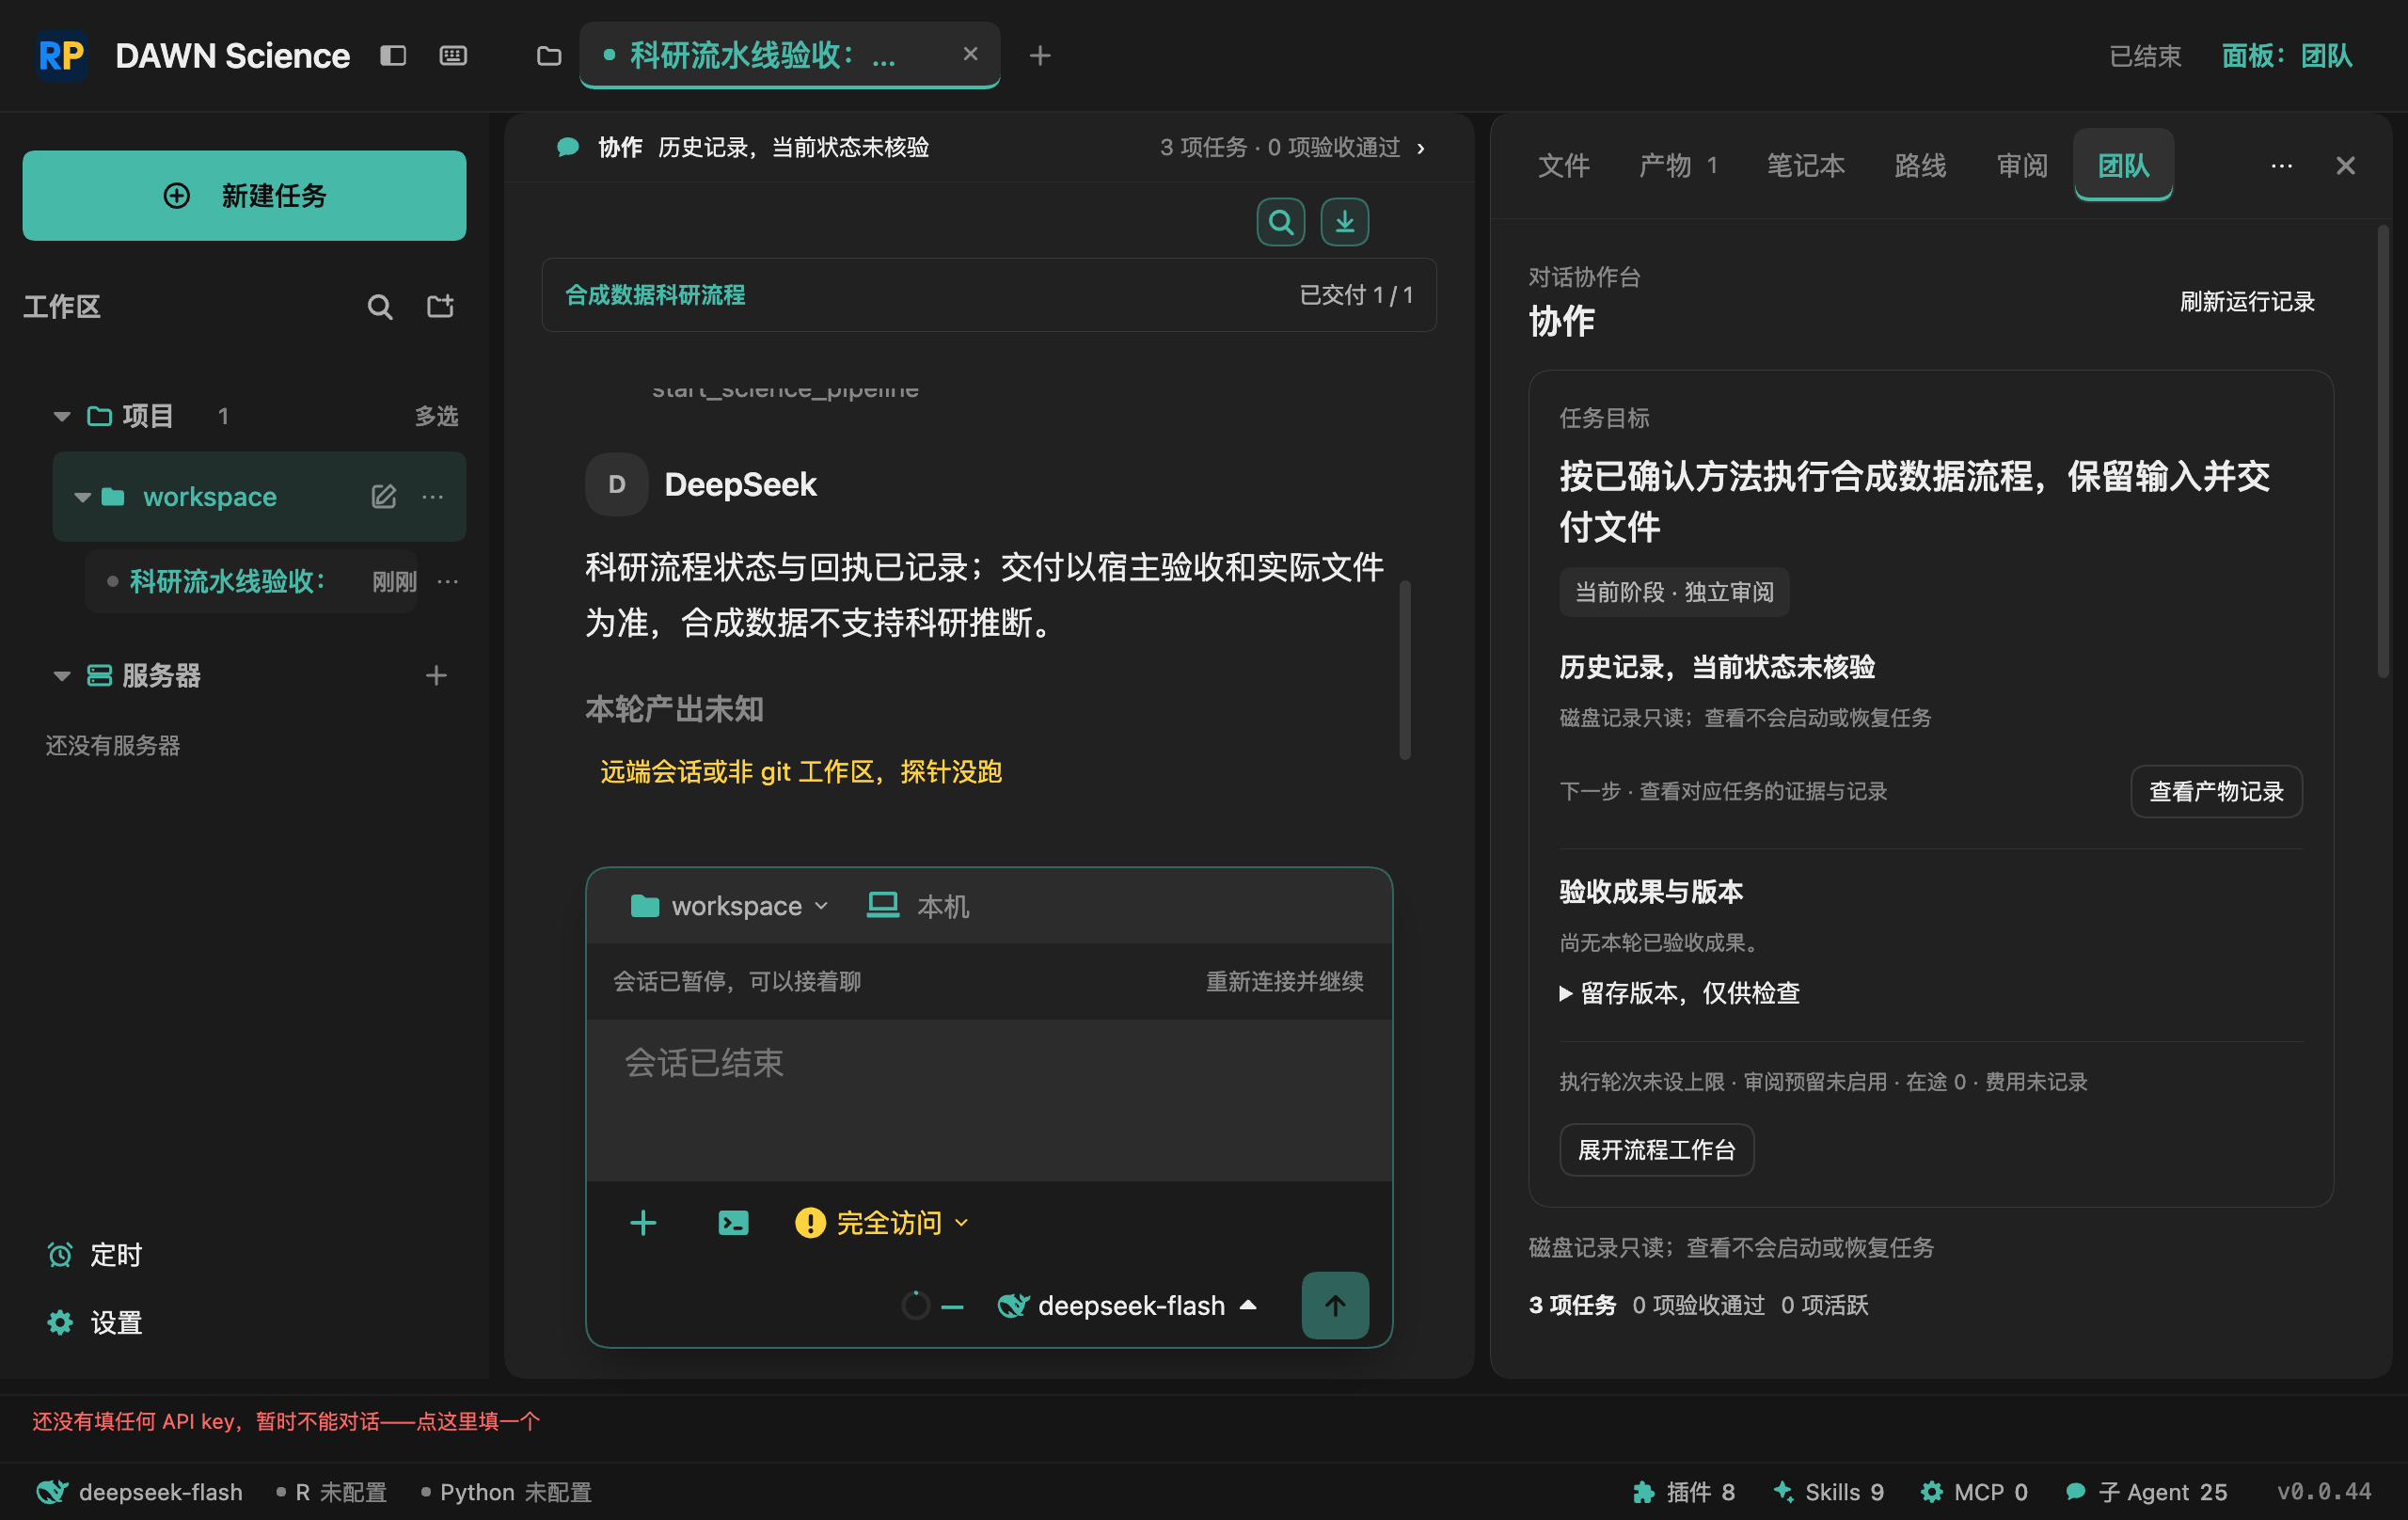 RP DAWN Science
科研流水线验收：...
已结束
面板：团队
新建任务
工作区
项目 1
多选
workspace
科研流水线验收：
刚刚
服务器
还没有服务器
定时
设置
协作 历史记录，当前状态未核验
3 项任务 · 0 项验收通过 ›
合成数据科研流程
已交付 1 / 1
start_science_pipeline
D DeepSeek
科研流程状态与回执已记录；交付以宿主验收和实际文件
为准，合成数据不支持科研推断。
本轮产出未知
远端会话或非 git 工作区，探针没跑
workspace
本机
会话已暂停，可以接着聊
重新连接并继续
会话已结束
完全访问
deepseek-flash
文件
产物 1
笔记本
路线
审阅
团队
对话协作台
协作
刷新运行记录
任务目标
按已确认方法执行合成数据流程，保留输入并交
付文件
当前阶段 · 独立审阅
历史记录，当前状态未核验
磁盘记录只读；查看不会启动或恢复任务
下一步 · 查看对应任务的证据与记录
查看产物记录
验收成果与版本
尚无本轮已验收成果。
留存版本，仅供检查
执行轮次未设上限 · 审阅预留未启用 · 在途 0 · 费用未记录
展开流程工作台
磁盘记录只读；查看不会启动或恢复任务
3 项任务 0 项验收通过 0 项活跃
还没有填任何 API key，暂时不能对话——点这里填一个
deepseek-flash
R 未配置
Python 未配置
插件 8
Skills 9
MCP 0
子 Agent 25
v0.0.44